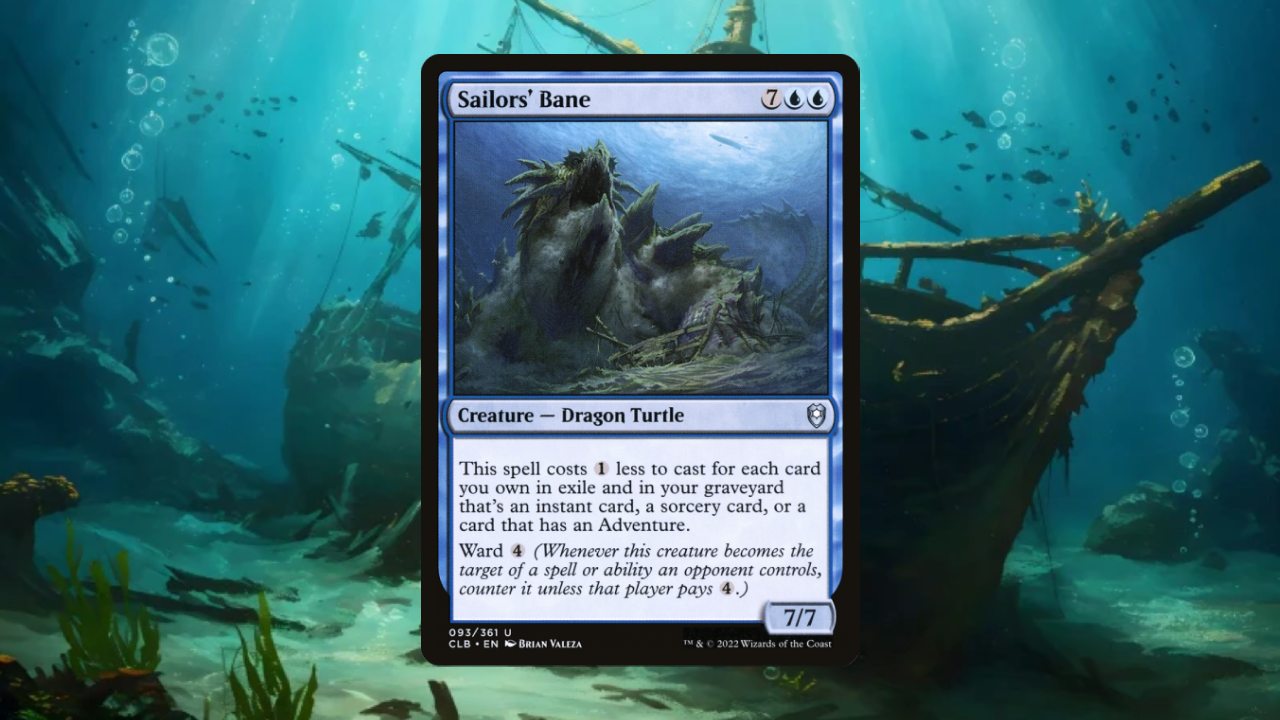 Sailors' Bane 7
Creature — Dragon Turtle
This spell costs 1 less to cast for each card
you own in exile and in your graveyard
that's an instant card, a sorcery card, or a
card that has an Adventure.
Ward 4 (Whenever this creature becomes the
target of a spell or ability an opponent controls,
counter it unless that player pays 4.)
7/7
093/361 U
CLB • EN BRIAN VALEZA
™ & © 2022 Wizards of the Coast